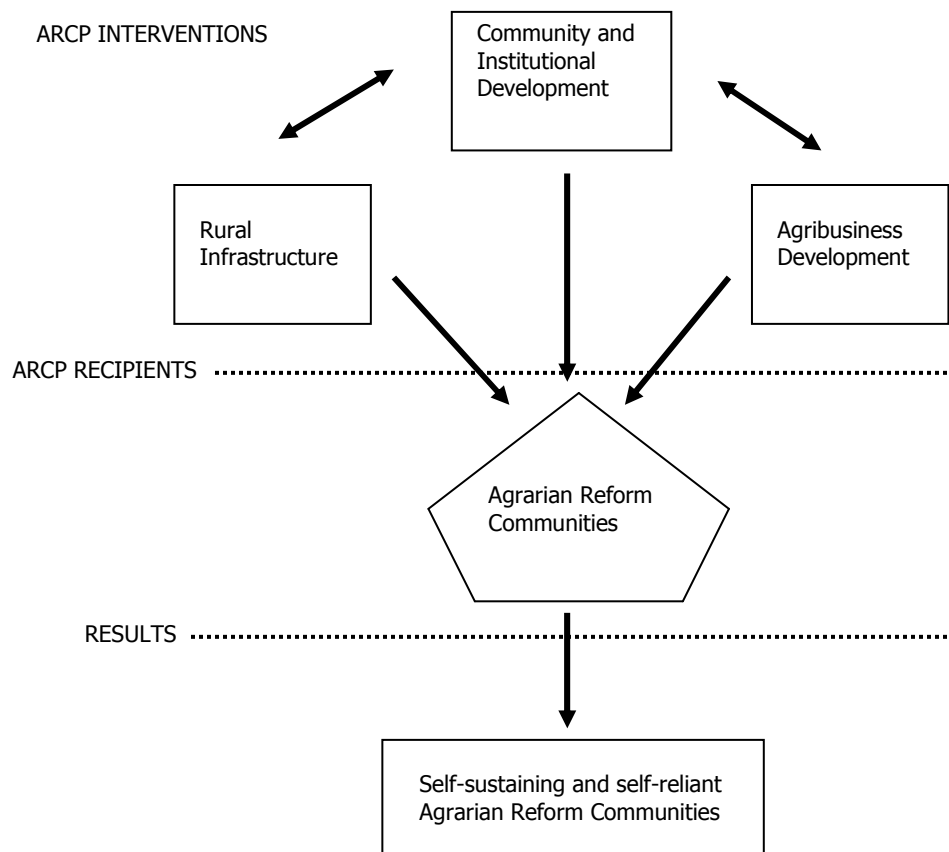 ARCP INTERVENTIONS
Community and
Institutional
Development
Rural
Infrastructure
Agribusiness
Development
ARCP RECIPIENTS
Agrarian Reform
Communities
RESULTS
Self-sustaining and self-reliant
Agrarian Reform Communities